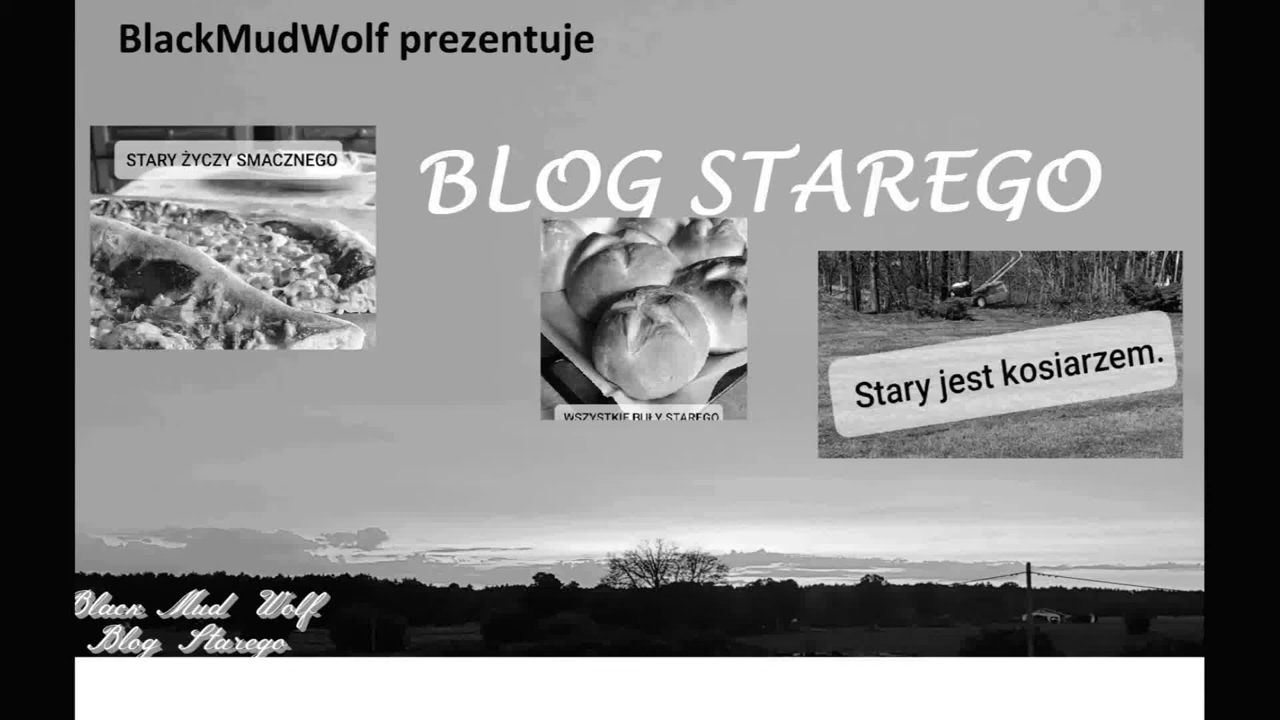 BlackMudWolf prezentuje
STARY ŻYCZY SMACZNEGO
BLOG STAREGO
WSZYSTKIE BUŁY STAREGO
Stary jest kosiarzem.
Black Mud Wolf
Blog Starego